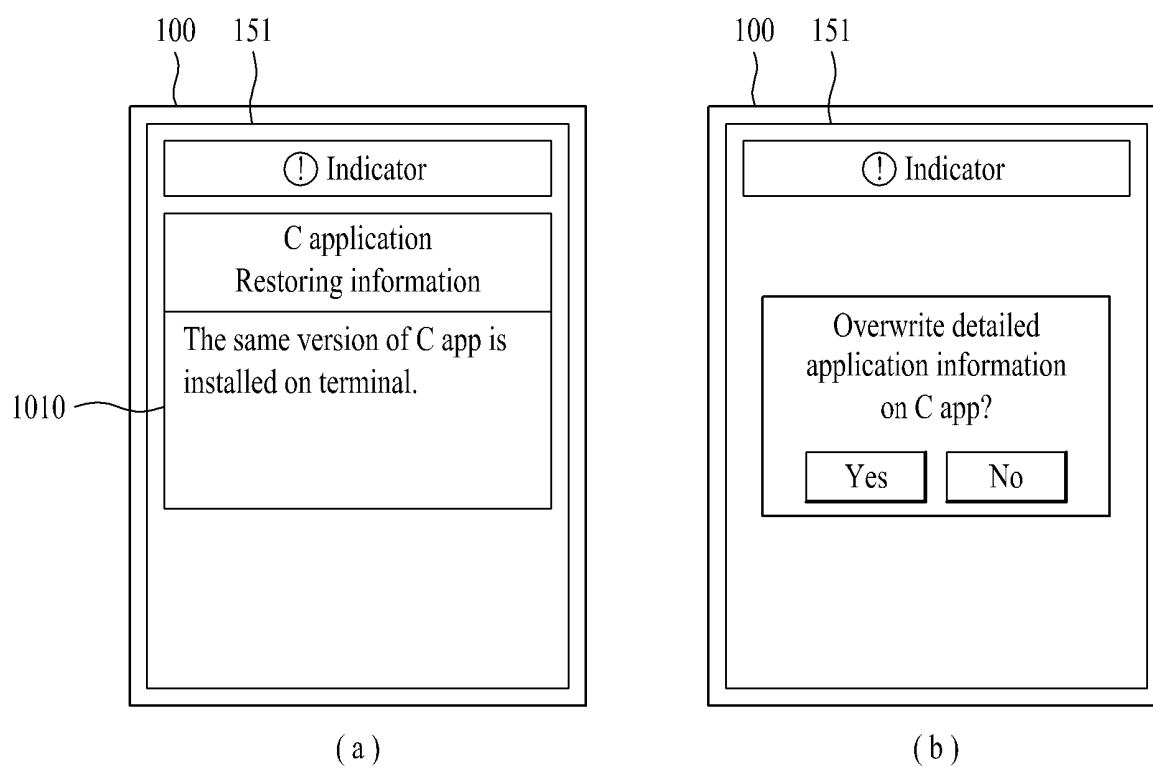 100
151
100
151
! Indicator
! Indicator
C application
Restoring information
The same version of C app is
installed on terminal.
1010
Overwrite detailed
application information
on C app?
Yes
No
( a )
( b )